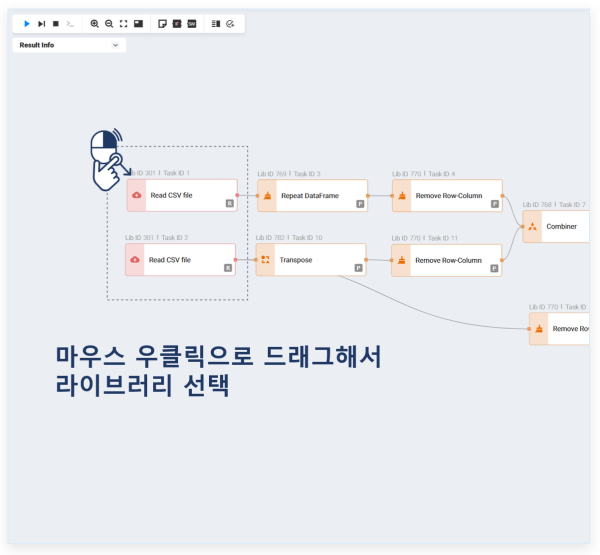 Result Info
Lib ID 301 | Task ID 1
Read CSV file
R
Lib ID 769 | Task ID 3
Repeat DataFrame
P
Lib ID 770 | Task ID 4
Remove Row-Column
P
Lib ID 768 | Task ID 7
Combiner
Lib ID 301 | Task ID 2
Read CSV file
R
Lib ID 782 | Task ID 10
Transpose
P
Lib ID 770 | Task ID 11
Remove Row-Column
P
Lib ID 770 | Task ID
Remove Row
마우스 우클릭으로 드래그해서
라이브러리 선택